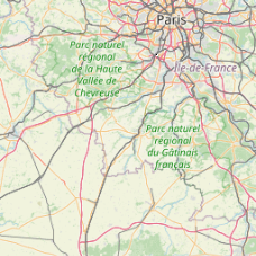 Paris
Parc naturel
régional
de la Haute
Vallée de
Chevreuse
Île-de-France
Parc naturel
régional
du Gâtinais
français